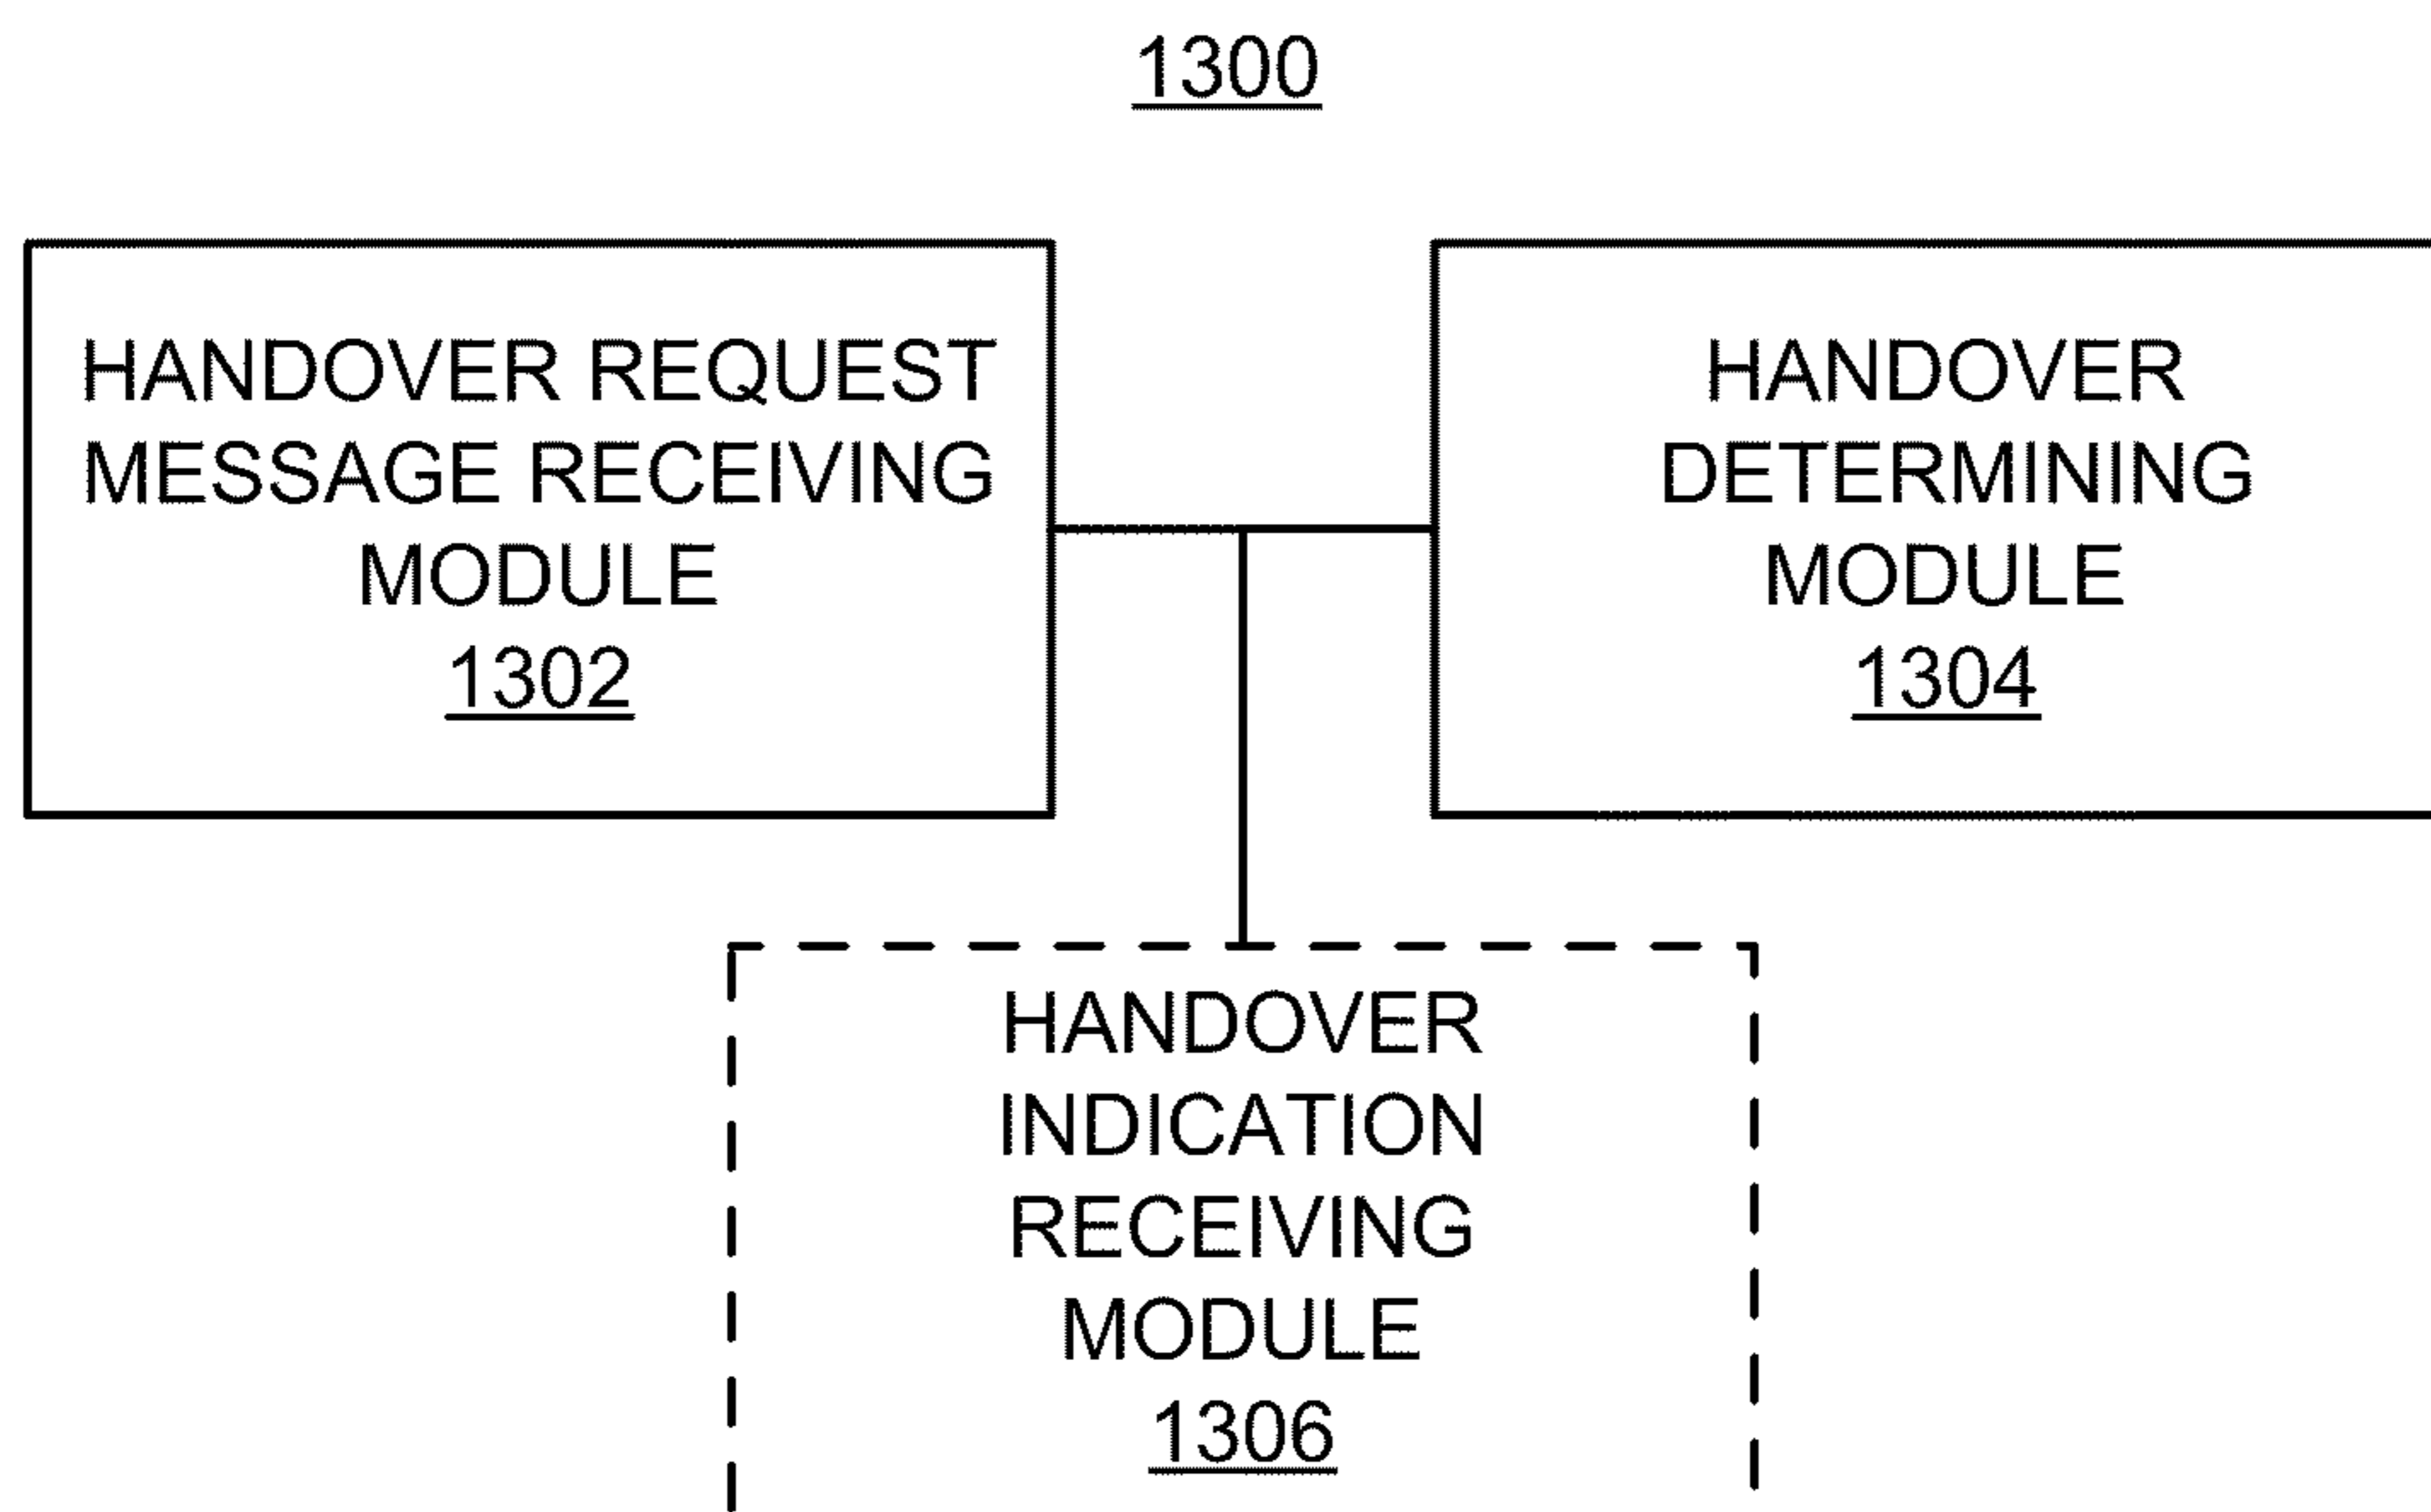 1300
HANDOVER REQUEST
MESSAGE RECEIVING
MODULE
1302
HANDOVER
DETERMINING
MODULE
1304
HANDOVER
INDICATION
RECEIVING
MODULE
1306